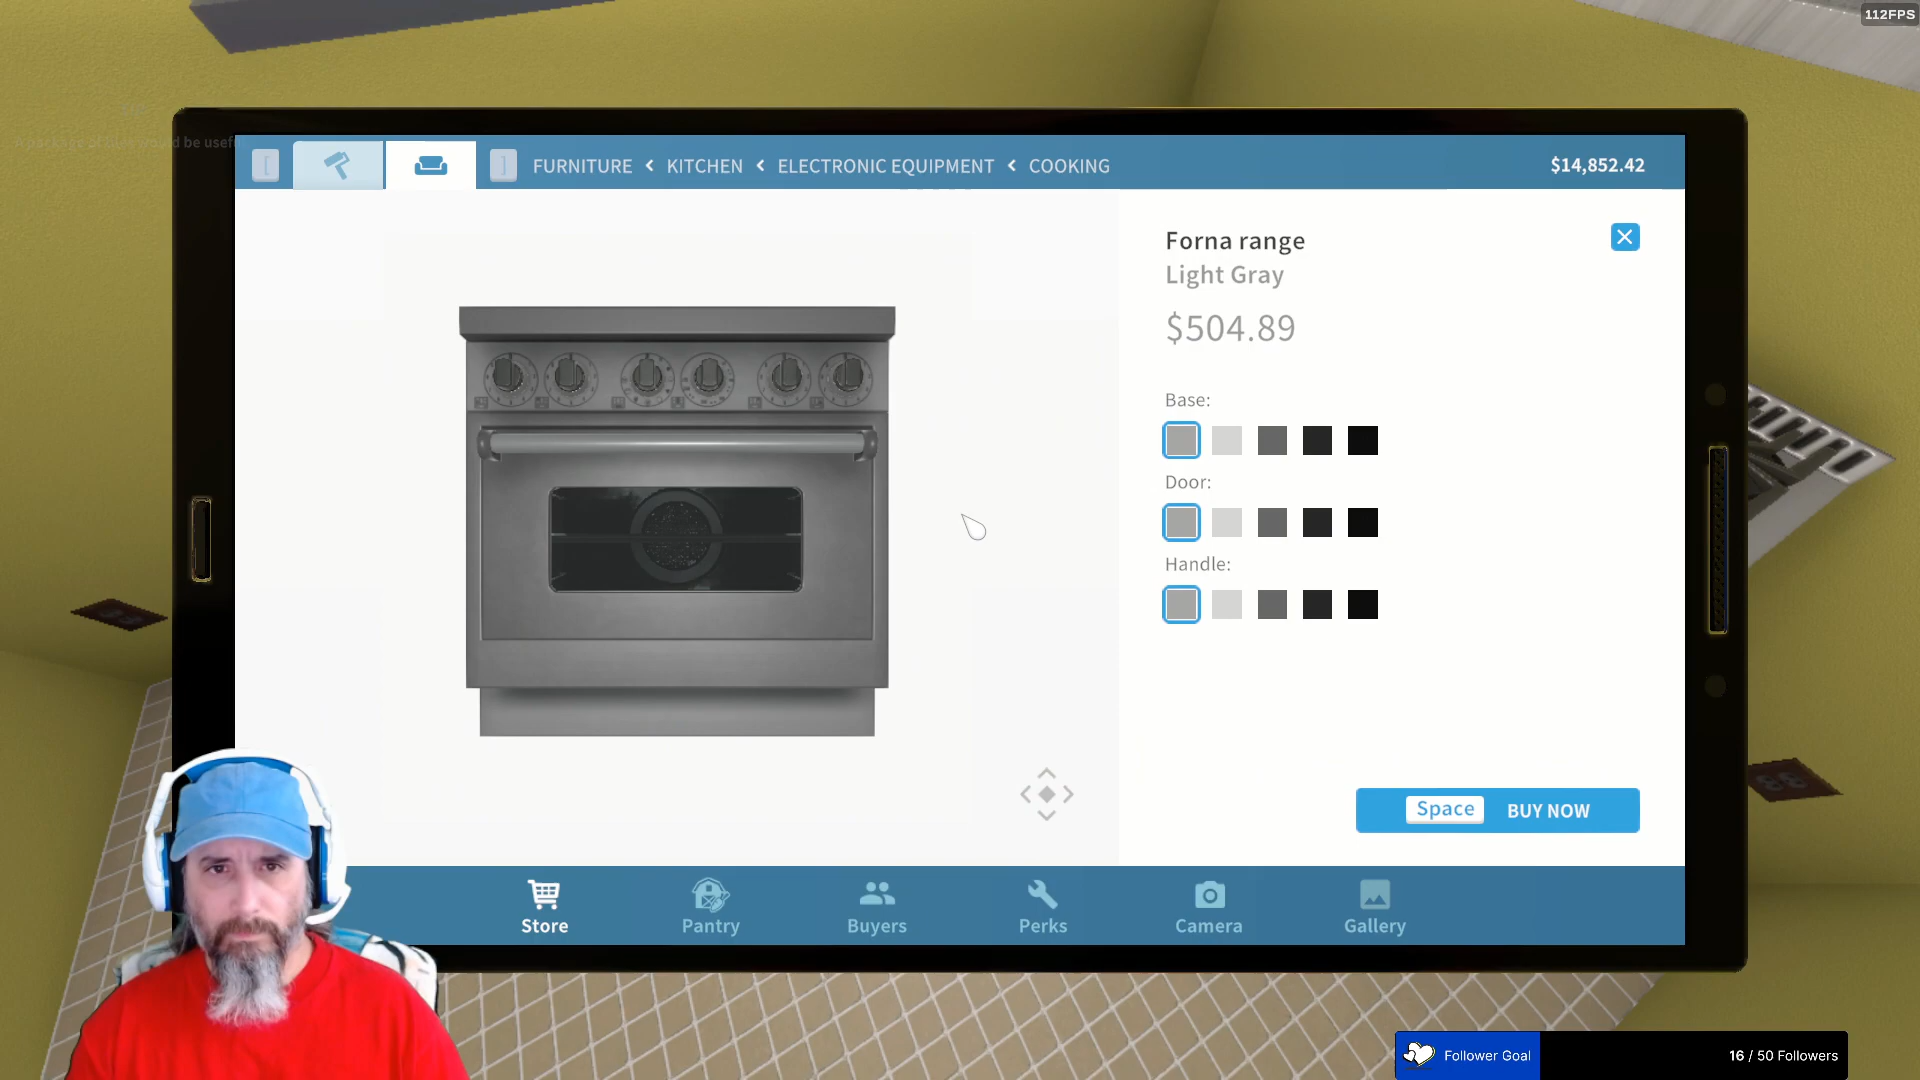 112FPS
FURNITURE < KITCHEN < ELECTRONIC EQUIPMENT < COOKING
$14,852.42
Forna range
Light Gray
$504.89
Base:
Door:
Handle:
Space BUY NOW
Store Pantry Buyers Perks Camera Gallery
Follower Goal 16 / 50 Followers